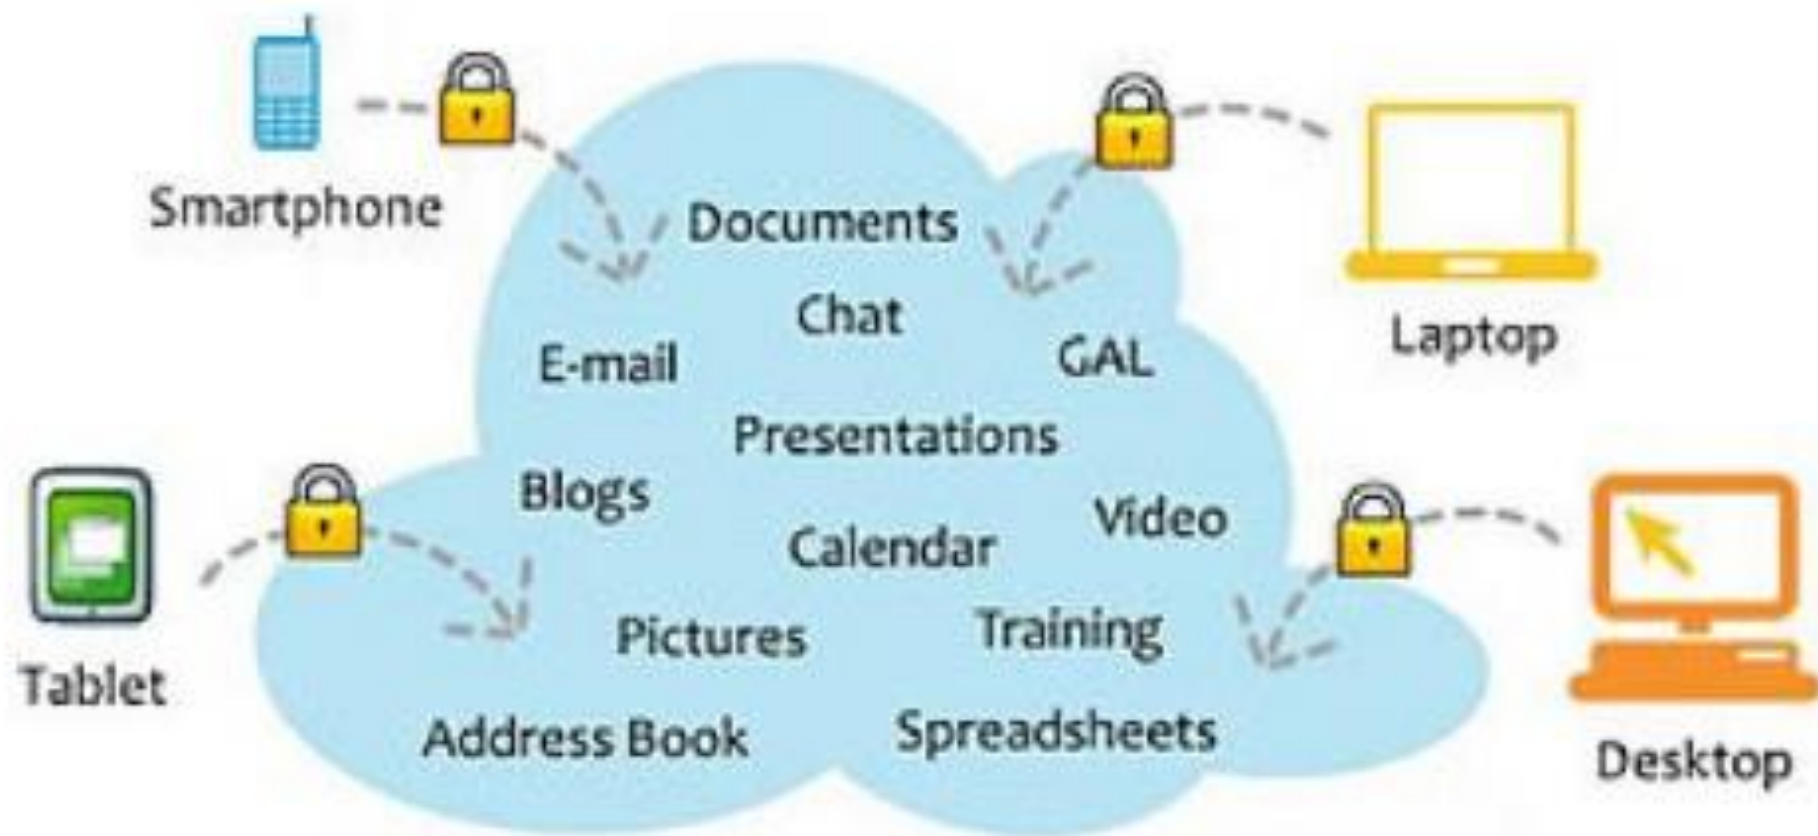 Smartphone
Documents
Chat
Laptop
E-mail
GAL
Presentations
Blogs
Video
Calendar
Pictures
Training
Tablet
Address Book
Spreadsheets
Desktop